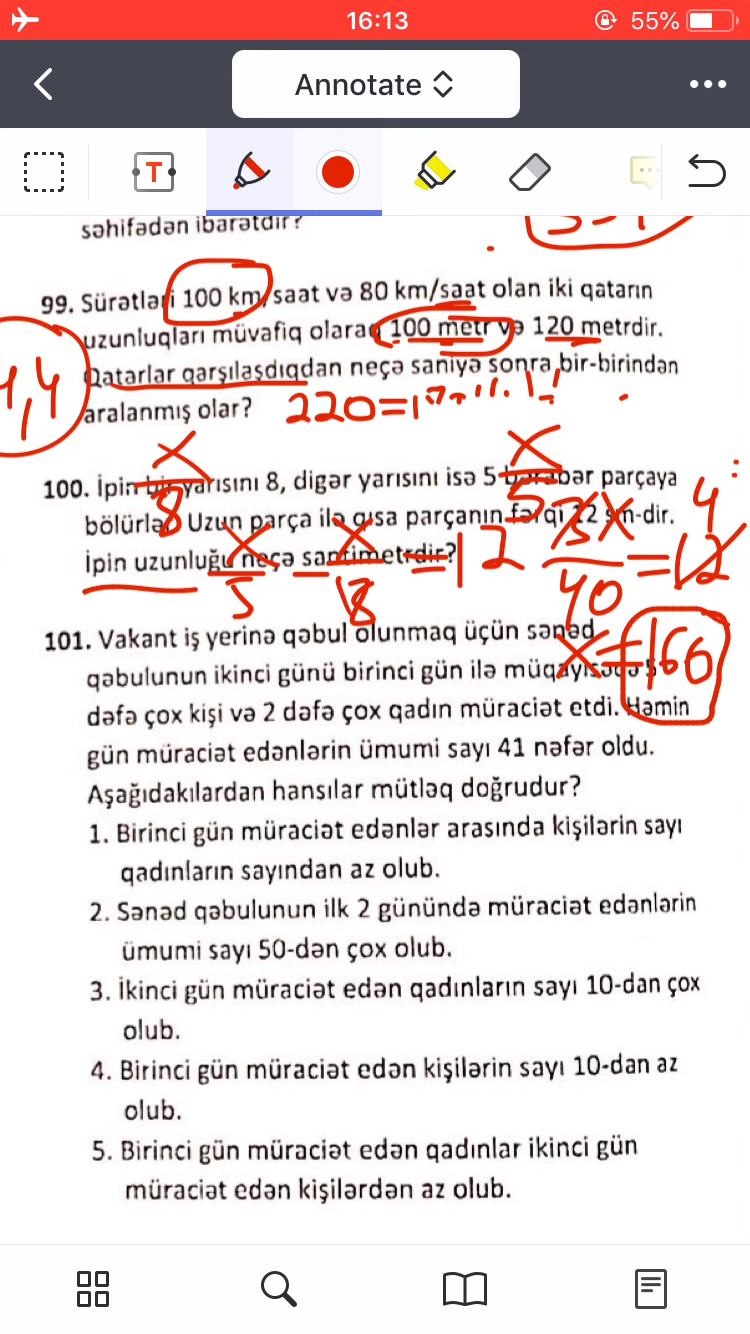 16:13
55%
Annotate
T
səhifədən ibarətdir?
99. Sürətləri 100 km/saat və 80 km/saat olan iki qatarın
uzunluqları müvafiq olaraq 100 metr və 120 metrdir.
Qatarlar qarşılaşdıqdan neçə saniyə sonra bir-birindən
1,4
aralanmış olar? 220=1
x x
100. İpin bir yarısını 8, digər yarısını isə 5 bərabər parçaya
8 5 3x 4
bölürlər. Uzun parça ilə qısa parçanın fərqi 12 sm-dir.
İpin uzunluğu neçə santimetrdir?
x - x = 12 = 12
5 8 40
101. Vakant iş yerinə qəbul olunmaq üçün sənəd
x=160
qəbulunun ikinci günü birinci gün ilə müqayisədə 5
dəfə çox kişi və 2 dəfə çox qadın müraciət etdi. Həmin
gün müraciət edənlərin ümumi sayı 41 nəfər oldu.
Aşağıdakılardan hansılar mütləq doğrudur?
1. Birinci gün müraciət edənlər arasında kişilərin sayı
qadınların sayından az olub.
2. Sənəd qəbulunun ilk 2 günündə müraciət edənlərin
ümumi sayı 50-dən çox olub.
3. İkinci gün müraciət edən qadınların sayı 10-dan çox
olub.
4. Birinci gün müraciət edən kişilərin sayı 10-dan az
olub.
5. Birinci gün müraciət edən qadınlar ikinci gün
müraciət edən kişilərdən az olub.